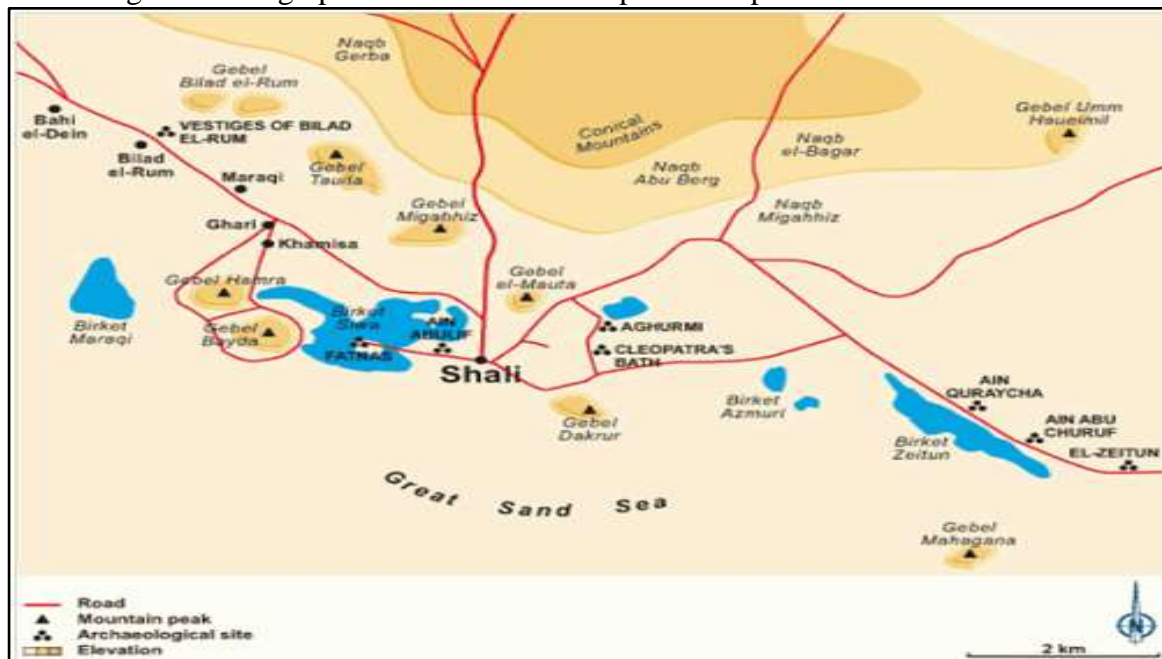 Naqb
Gerba
Gebel
Bilad el-Rum
Bahi
el-Dein
VESTIGES OF BILAD
EL-RUM
Bilad
el-Rum
Maraqi
Gebel
Tauda
Conical
Mountains
Naqb
el-Bagar
Naqb
Abu Berg
Gebel Umm
Naqb
Migahhiz
Gebel
Migahhiz
Ghari
Khamisa
Gebel Hamra
Gebel
el-Mauta
Birket
Maraqi
Gebel
Bayda
Birket
Siwa
AIN
ABULIF
FATNAS
Shali
AGHURMI
CLEOPATRA'S
BATH
Gebel
Dakrur
Birket
Azmuri
AIN
QURAYCHA
AIN ABU
CHURUF
EL-ZEITUN
Birket
Zeitun
Great Sand Sea
Gebel
Mahagana
Road
Mountain peak
Archaeological site
Elevation
N
2 km